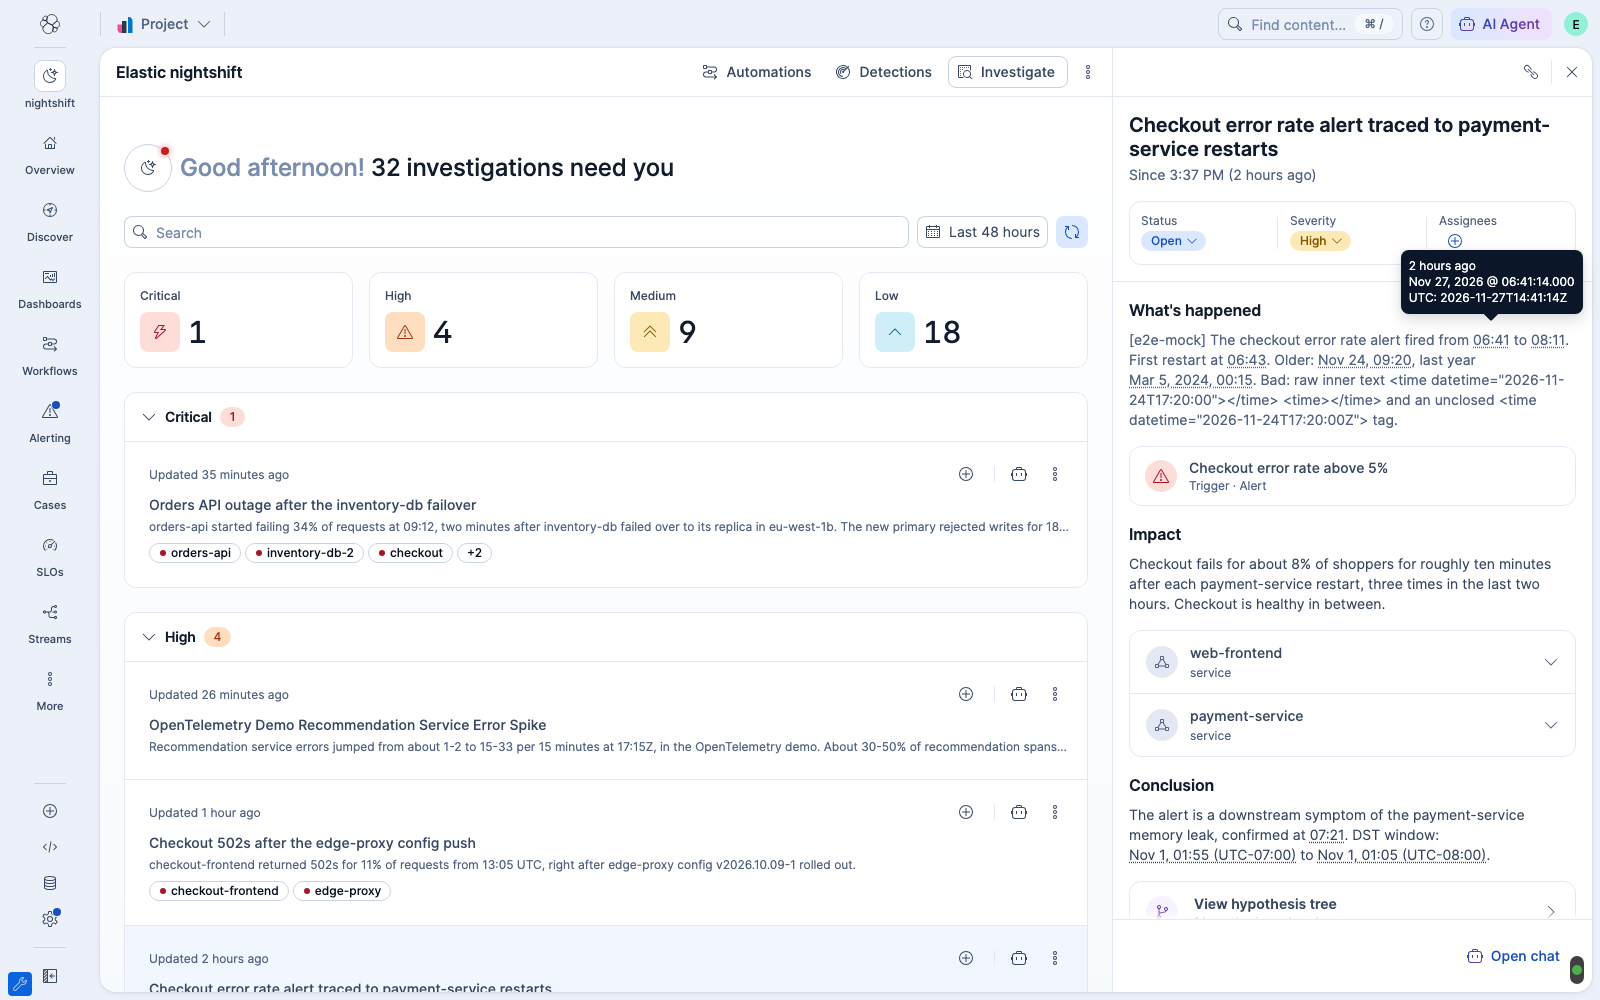 Project
Find content...
⌘ /
AI Agent
E
nightshift
Overview
Discover
Dashboards
Workflows
Alerting
Cases
SLOs
Streams
More
Elastic nightshift
Automations
Detections
Investigate
Good afternoon! 32 investigations need you
Search
Last 48 hours
Critical
1
High
4
Medium
9
Low
18
Critical 1
Updated 35 minutes ago
Orders API outage after the inventory-db failover
orders-api started failing 34% of requests at 09:12, two minutes after inventory-db failed over to its replica in eu-west-1b. The new primary rejected writes for 18...
orders-api
inventory-db-2
checkout
+2
High 4
Updated 26 minutes ago
OpenTelemetry Demo Recommendation Service Error Spike
Recommendation service errors jumped from about 1-2 to 15-33 per 15 minutes at 17:15Z, in the OpenTelemetry demo. About 30-50% of recommendation spans...
Updated 1 hour ago
Checkout 502s after the edge-proxy config push
checkout-frontend returned 502s for 11% of requests from 13:05 UTC, right after edge-proxy config v2026.10.09-1 rolled out.
checkout-frontend
edge-proxy
Updated 2 hours ago
Checkout error rate alert traced to payment-service restarts
Checkout error rate alert traced to payment-
service restarts
Since 3:37 PM (2 hours ago)
Status
Open
Severity
High
Assignees
2 hours ago
Nov 27, 2026 @ 06:41:14.000
UTC: 2026-11-27T14:41:14Z
What's happened
[e2e-mock] The checkout error rate alert fired from 06:41 to 08:11.
First restart at 06:43. Older: Nov 24, 09:20, last year
Mar 5, 2024, 00:15. Bad: raw inner text <time datetime="2026-11-
24T17:20:00"></time> <time></time> and an unclosed <time
datetime="2026-11-24T17:20:00Z"> tag.
Checkout error rate above 5%
Trigger · Alert
Impact
Checkout fails for about 8% of shoppers for roughly ten minutes
after each payment-service restart, three times in the last two
hours. Checkout is healthy in between.
web-frontend
service
payment-service
service
Conclusion
The alert is a downstream symptom of the payment-service
memory leak, confirmed at 07:21. DST window:
Nov 1, 01:55 (UTC-07:00) to Nov 1, 01:05 (UTC-08:00).
View hypothesis tree
Open chat